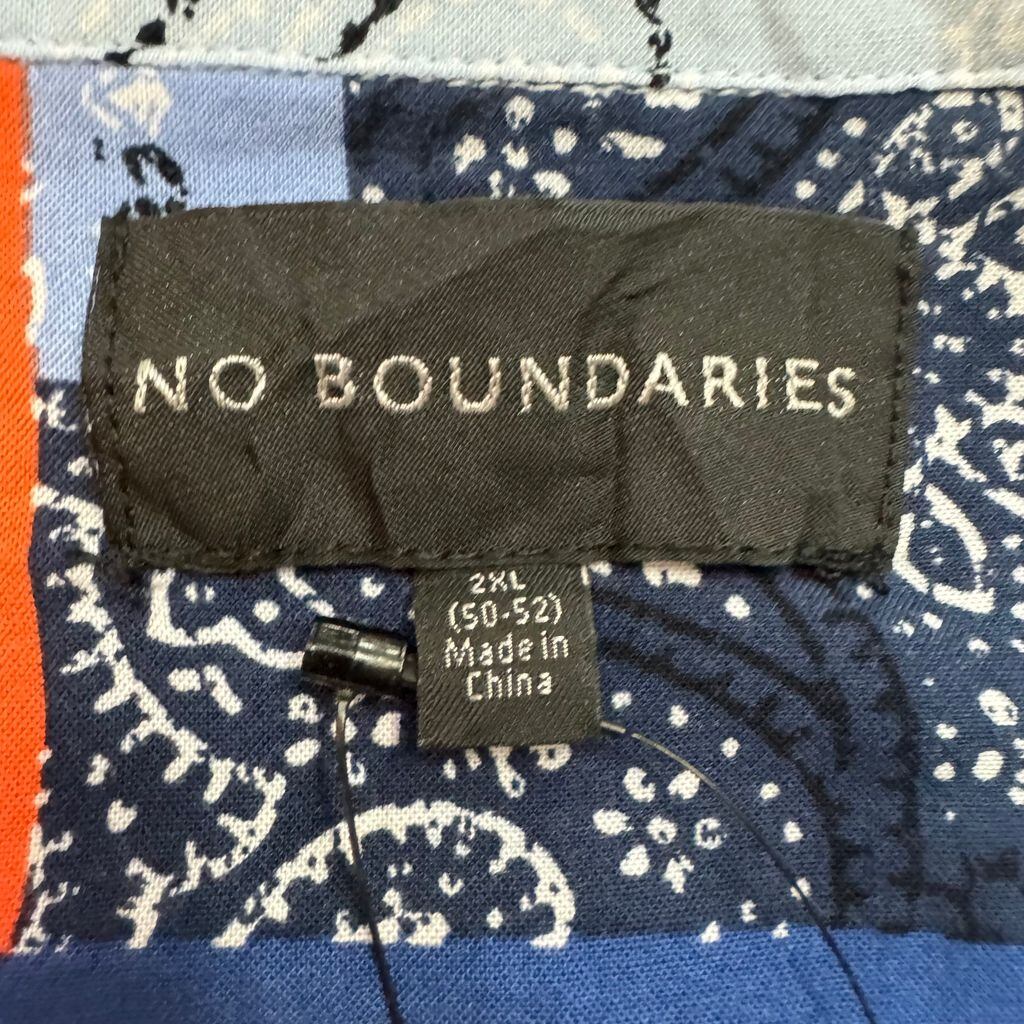 NO BOUNDARIES
2XL
(50-52)
Made in
China